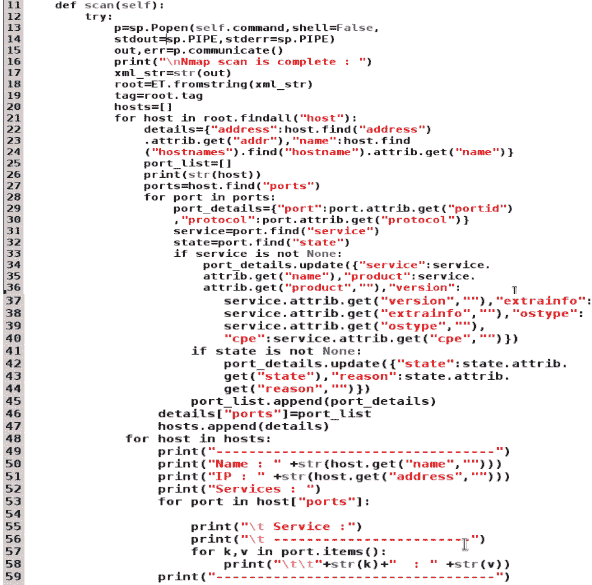 11 def scan(self):
12 try:
13 p=sp.Popen(self.command,shell=False,
14 stdout=sp.PIPE,stderr=sp.PIPE)
15 out,err=p.communicate()
16 print("\nNmap scan is complete : ")
17 xml_str=str(out)
18 root=ET.fromstring(xml_str)
19 tag=root.tag
20 hosts=[]
21 for host in root.findall("host"):
22 details={"address":host.find("address")
23 .attrib.get("addr"),"name":host.find
24 ("hostnames").find("hostname").attrib.get("name")}
25 port_list=[]
26 print(str(host))
27 ports=host.find("ports")
28 for port in ports:
29 port_details={"port":port.attrib.get("portid")
30 ,"protocol":port.attrib.get("protocol")}
31 service=port.find("service")
32 state=port.find("state")
33 if service is not None:
34 port_details.update({"service":service.
35 attrib.get("name"),"product":service.
36 attrib.get("product",""),"version":
37 service.attrib.get("version",""),"extrainfo":
38 service.attrib.get("extrainfo",""),"ostype":
39 service.attrib.get("ostype",""),
40 "cpe":service.attrib.get("cpe","")})
41 if state is not None:
42 port_details.update({"state":state.attrib.
43 get("state"),"reason":state.attrib.
44 get("reason","")})
45 port_list.append(port_details)
46 details["ports"]=port_list
47 hosts.append(details)
48 for host in hosts:
49 print("----------------------------------")
50 print("Name : " +str(host.get("name","")))
51 print("IP : " +str(host.get("address","")))
52 print("Services : ")
53 for port in host["ports"]:
54
55 print("\t Service :")
56 print("\t ------------------------")
57 for k,v in port.items():
58 print("\t\t"+str(k)+" : " +str(v))
59 print("----------------------------------")